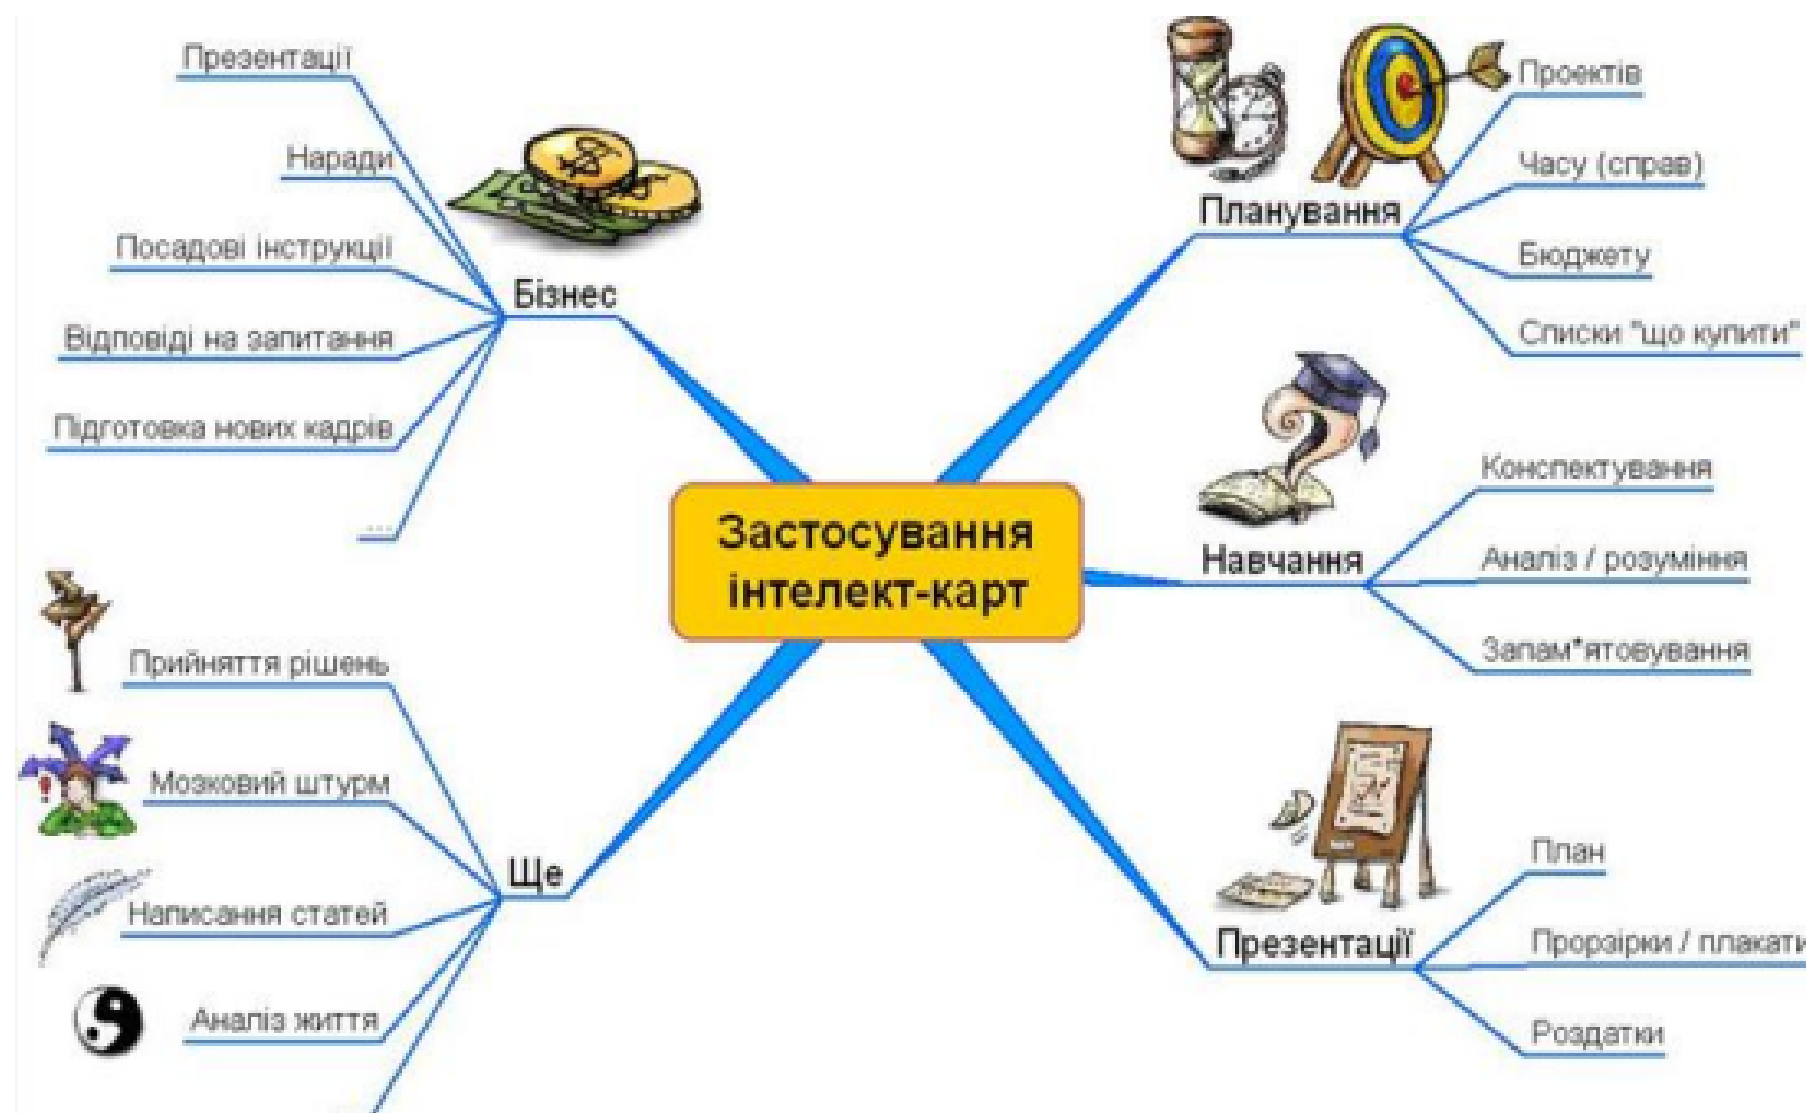 Застосування
інтелект-карт
Планування
Проектів
Часу (справ)
Бюджету
Списки "що купити"
Навчання
Конспектування
Аналіз / розуміння
Запам*ятовування
Презентації
План
Прорзірки / плакати
Роздатки
Бізнес
Презентації
Наради
Посадові інструкції
Відповіді на запитання
Підготовка нових кадрів
...
Ще
Прийняття рішень
Мозковий штурм
Написання статей
Аналіз життя